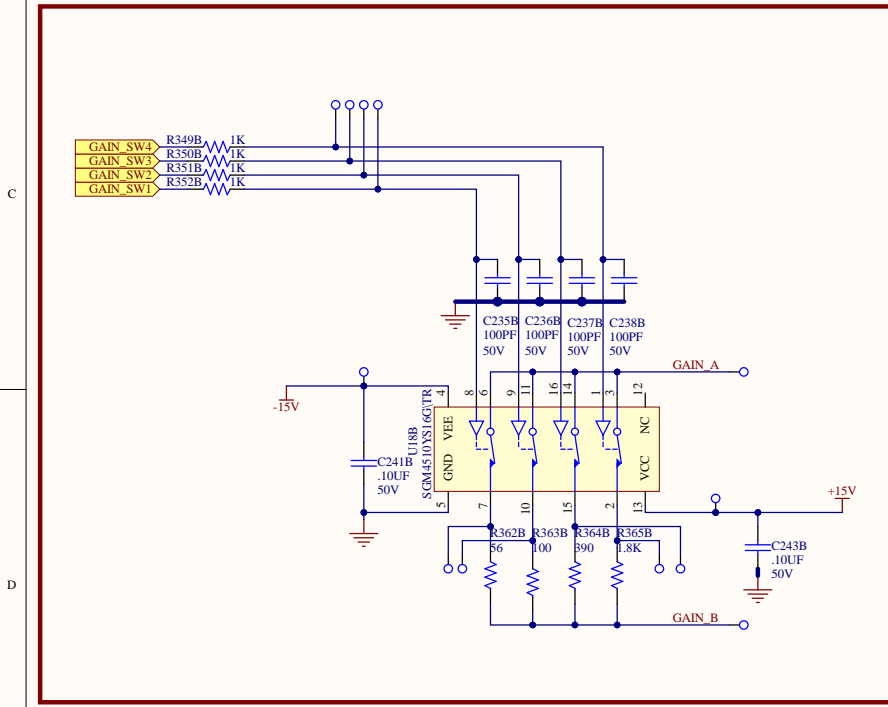 C
D
GAIN_SW4 R349B 1K
GAIN_SW3 R350B 1K
GAIN_SW2 R351B 1K
GAIN_SW1 R352B 1K
C235B C236B C237B C238B
100PF 100PF 100PF 100PF
50V 50V 50V 50V
GAIN_A
4 8 6 9 11 16 14 1 3 12
-15V
U18B
SGM4510YS16G\TR
VEE
NC
GND
VCC
C241B
.10UF
50V
5 7 10 15 2 13
+15V
R362B R363B R364B R365B
56 100 390 1.8K
C243B
.10UF
50V
GAIN_B